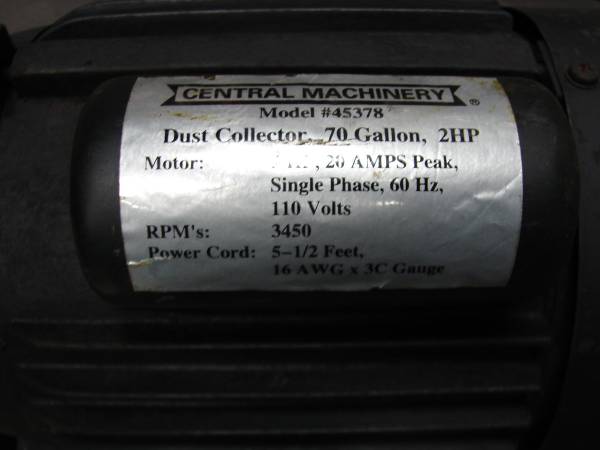 CENTRAL MACHINERY ®
Model #45378
Dust Collector, 70 Gallon, 2HP
Motor: , 20 AMPS Peak,
Single Phase, 60 Hz,
110 Volts
RPM's: 3450
Power Cord: 5-1/2 Feet,
16 AWG x 3C Gauge